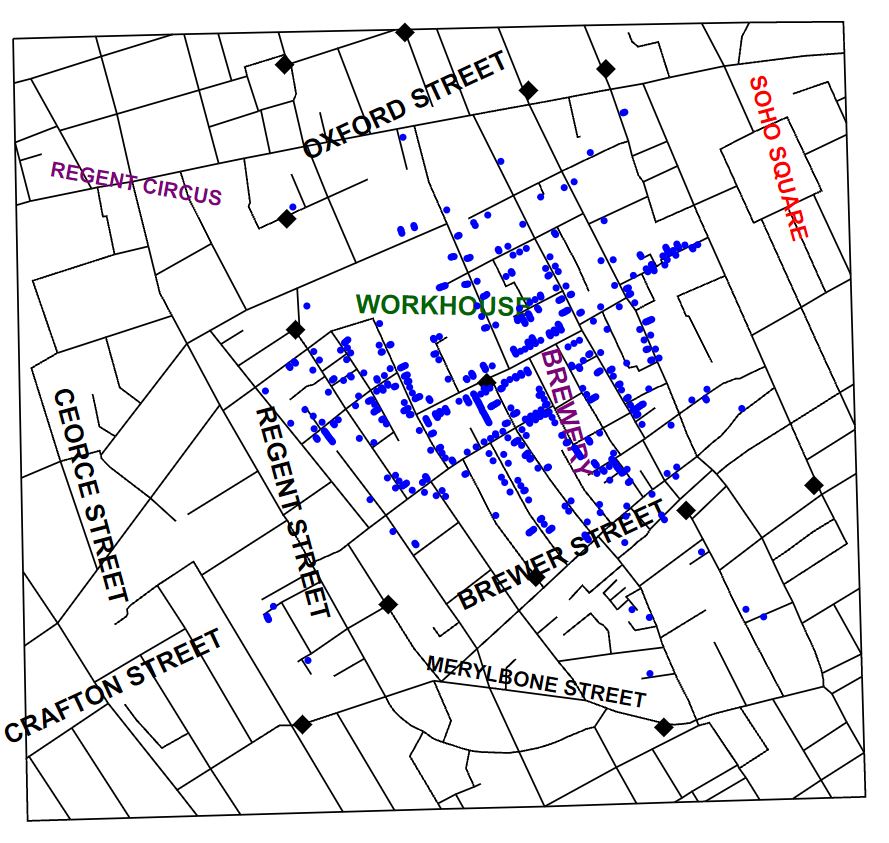 OXFORD STREET
SOHO SQUARE
REGENT CIRCUS
WORKHOUSE
BREWERY
CEORCE STREET
REGENT STREET
BREWER STREET
CRAFTON STREET
MERYLBONE STREET